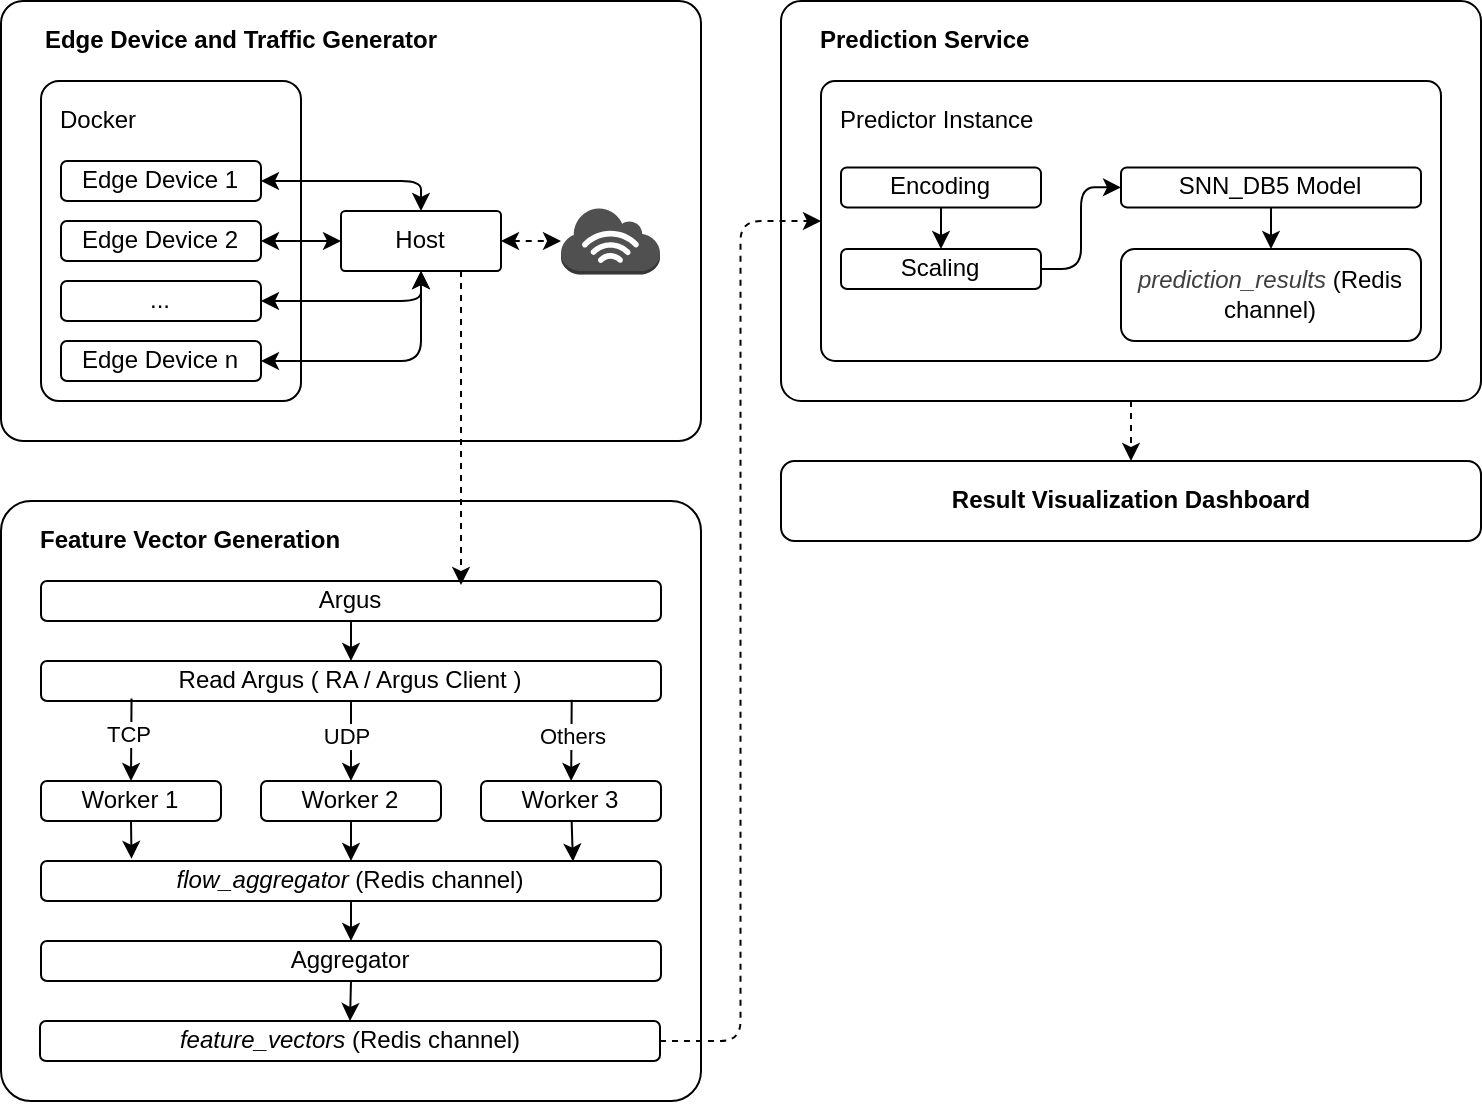 Edge Device and Traffic Generator
Docker
Edge Device 1
Edge Device 2
...
Edge Device n
Host
Feature Vector Generation
Argus
Read Argus ( RA / Argus Client )
TCP
UDP
Others
Worker 1
Worker 2
Worker 3
flow_aggregator (Redis channel)
Aggregator
feature_vectors (Redis channel)
Prediction Service
Predictor Instance
Encoding
Scaling
SNN_DB5 Model
prediction_results (Redis
channel)
Result Visualization Dashboard